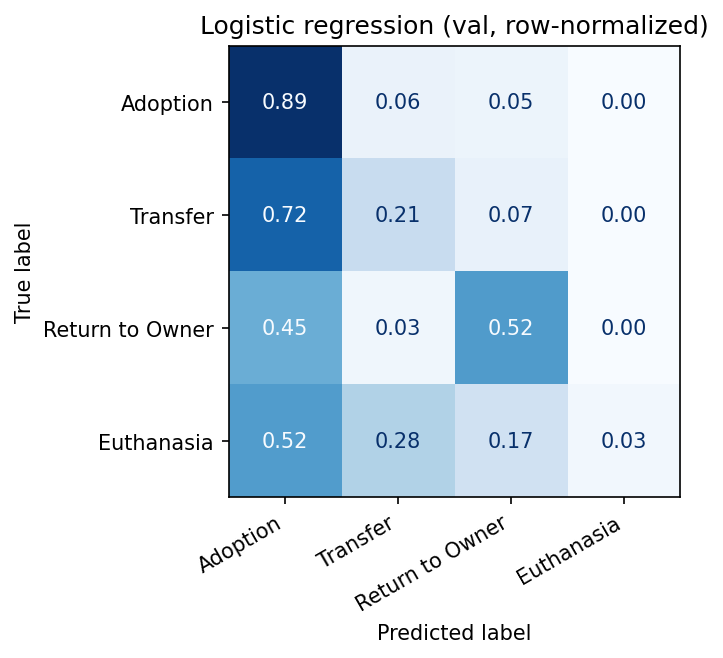 Logistic regression (val, row-normalized)
True label
Adoption 0.89 0.06 0.05 0.00
Transfer 0.72 0.21 0.07 0.00
Return to Owner 0.45 0.03 0.52 0.00
Euthanasia 0.52 0.28 0.17 0.03
Adoption Transfer Return to Owner Euthanasia
Predicted label